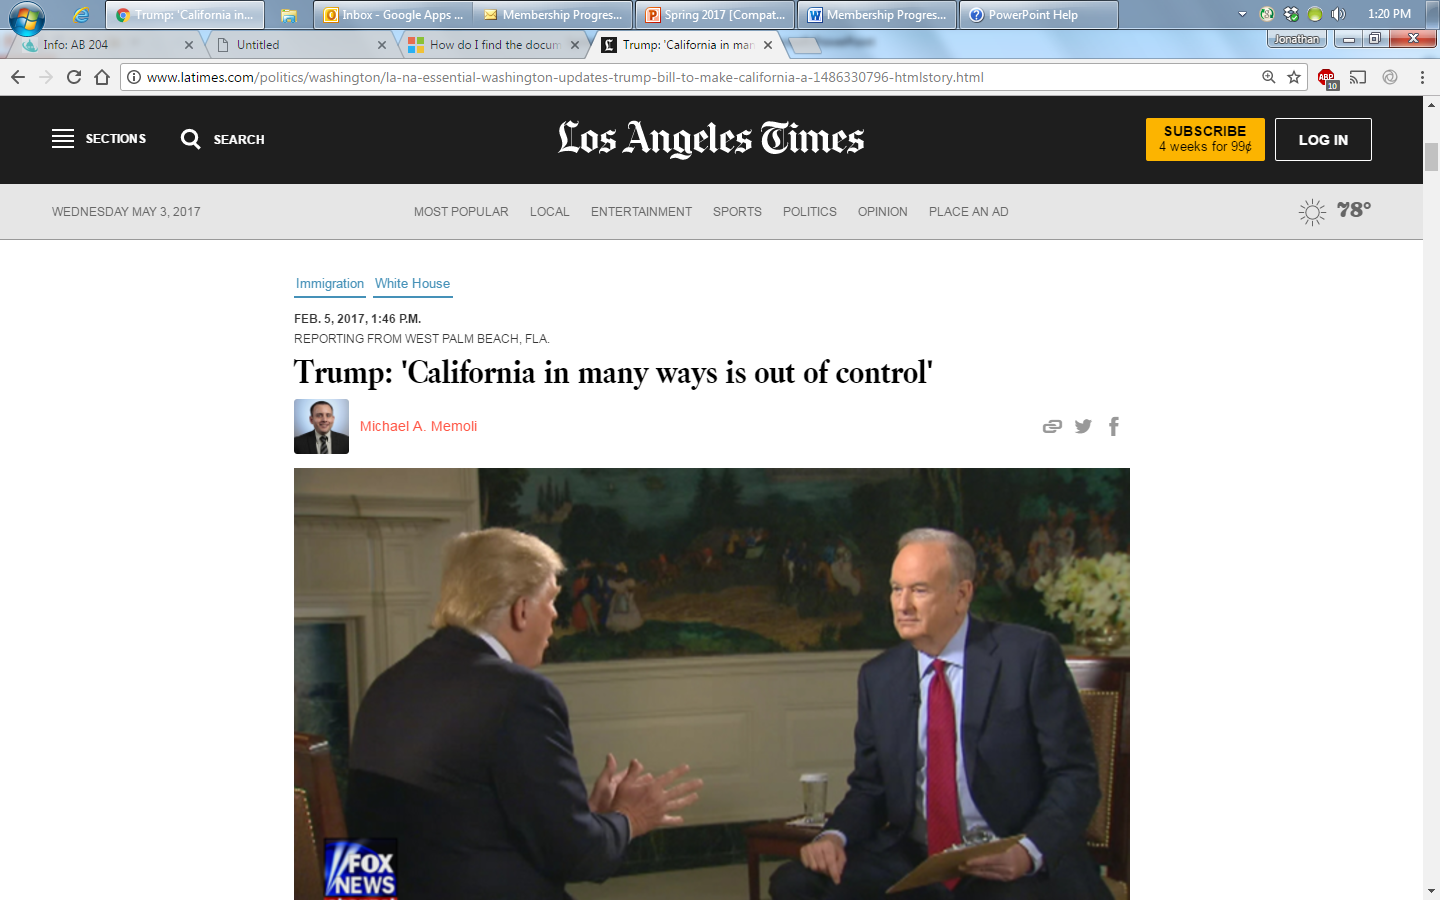 Trump: 'California in...
Inbox - Google Apps ...
Membership Progres...
Spring 2017 [Compat...
Membership Progres...
PowerPoint Help
1:20 PM
Info: AB 204
Untitled
How do I find the docum
Trump: 'California in man
Jonathan
www.latimes.com/politics/washington/la-na-essential-washington-updates-trump-bill-to-make-california-a-1486330796-htmlstory.html
ABP
10
SECTIONS
SEARCH
Los Angeles Times
SUBSCRIBE
4 weeks for 99¢
LOG IN
WEDNESDAY MAY 3, 2017
MOST POPULAR
LOCAL
ENTERTAINMENT
SPORTS
POLITICS
OPINION
PLACE AN AD
78°
Immigration
White House
FEB. 5, 2017, 1:46 P.M.
REPORTING FROM WEST PALM BEACH, FLA.
Trump: 'California in many ways is out of control'
Michael A. Memoli
FOX
NEWS